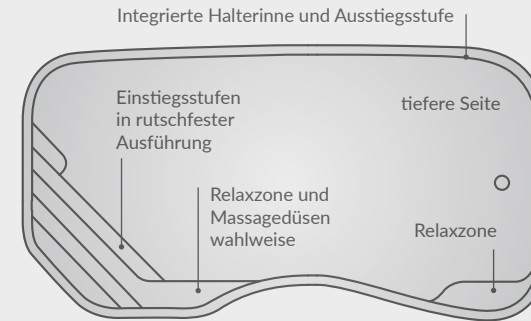 Integrierte Halterinne und Ausstiegsstufe
Einstiegsstufen
in rutschfester
Ausführung
tiefere Seite
Relaxzone und
Massagedüsen
wahlweise
Relaxzone